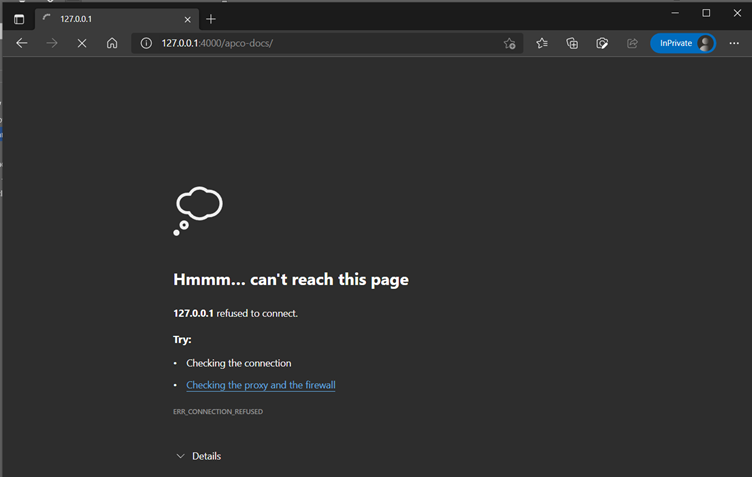 127.0.0.1
127.0.0.1:4000/apco-docs/
InPrivate
Hmmm... can't reach this page
127.0.0.1 refused to connect.
Try:
• Checking the connection
• Checking the proxy and the firewall
ERR_CONNECTION_REFUSED
Details